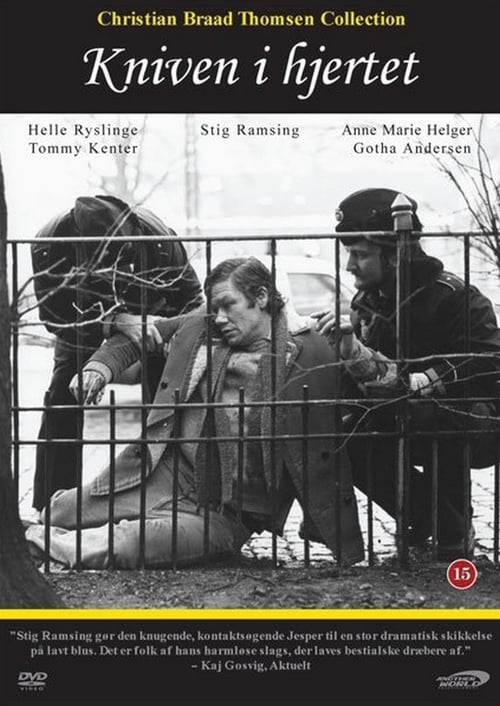 Christian Braad Thomsen Collection
Kniven i hjertet
Helle Ryslinge Stig Ramsing Anne Marie Helger
Tommy Kenter Gotha Andersen
15
"Stig Ramsing gør den knugende, kontaktsøgende Jesper til en stor dramatisk skikkelse
på lavt blus. Det er folk af hans harmløse slags, der laves bestialske dræbere af."
– Kaj Gosvig, Aktuelt
DVD
VIDEO
ANOTHER
WORLD